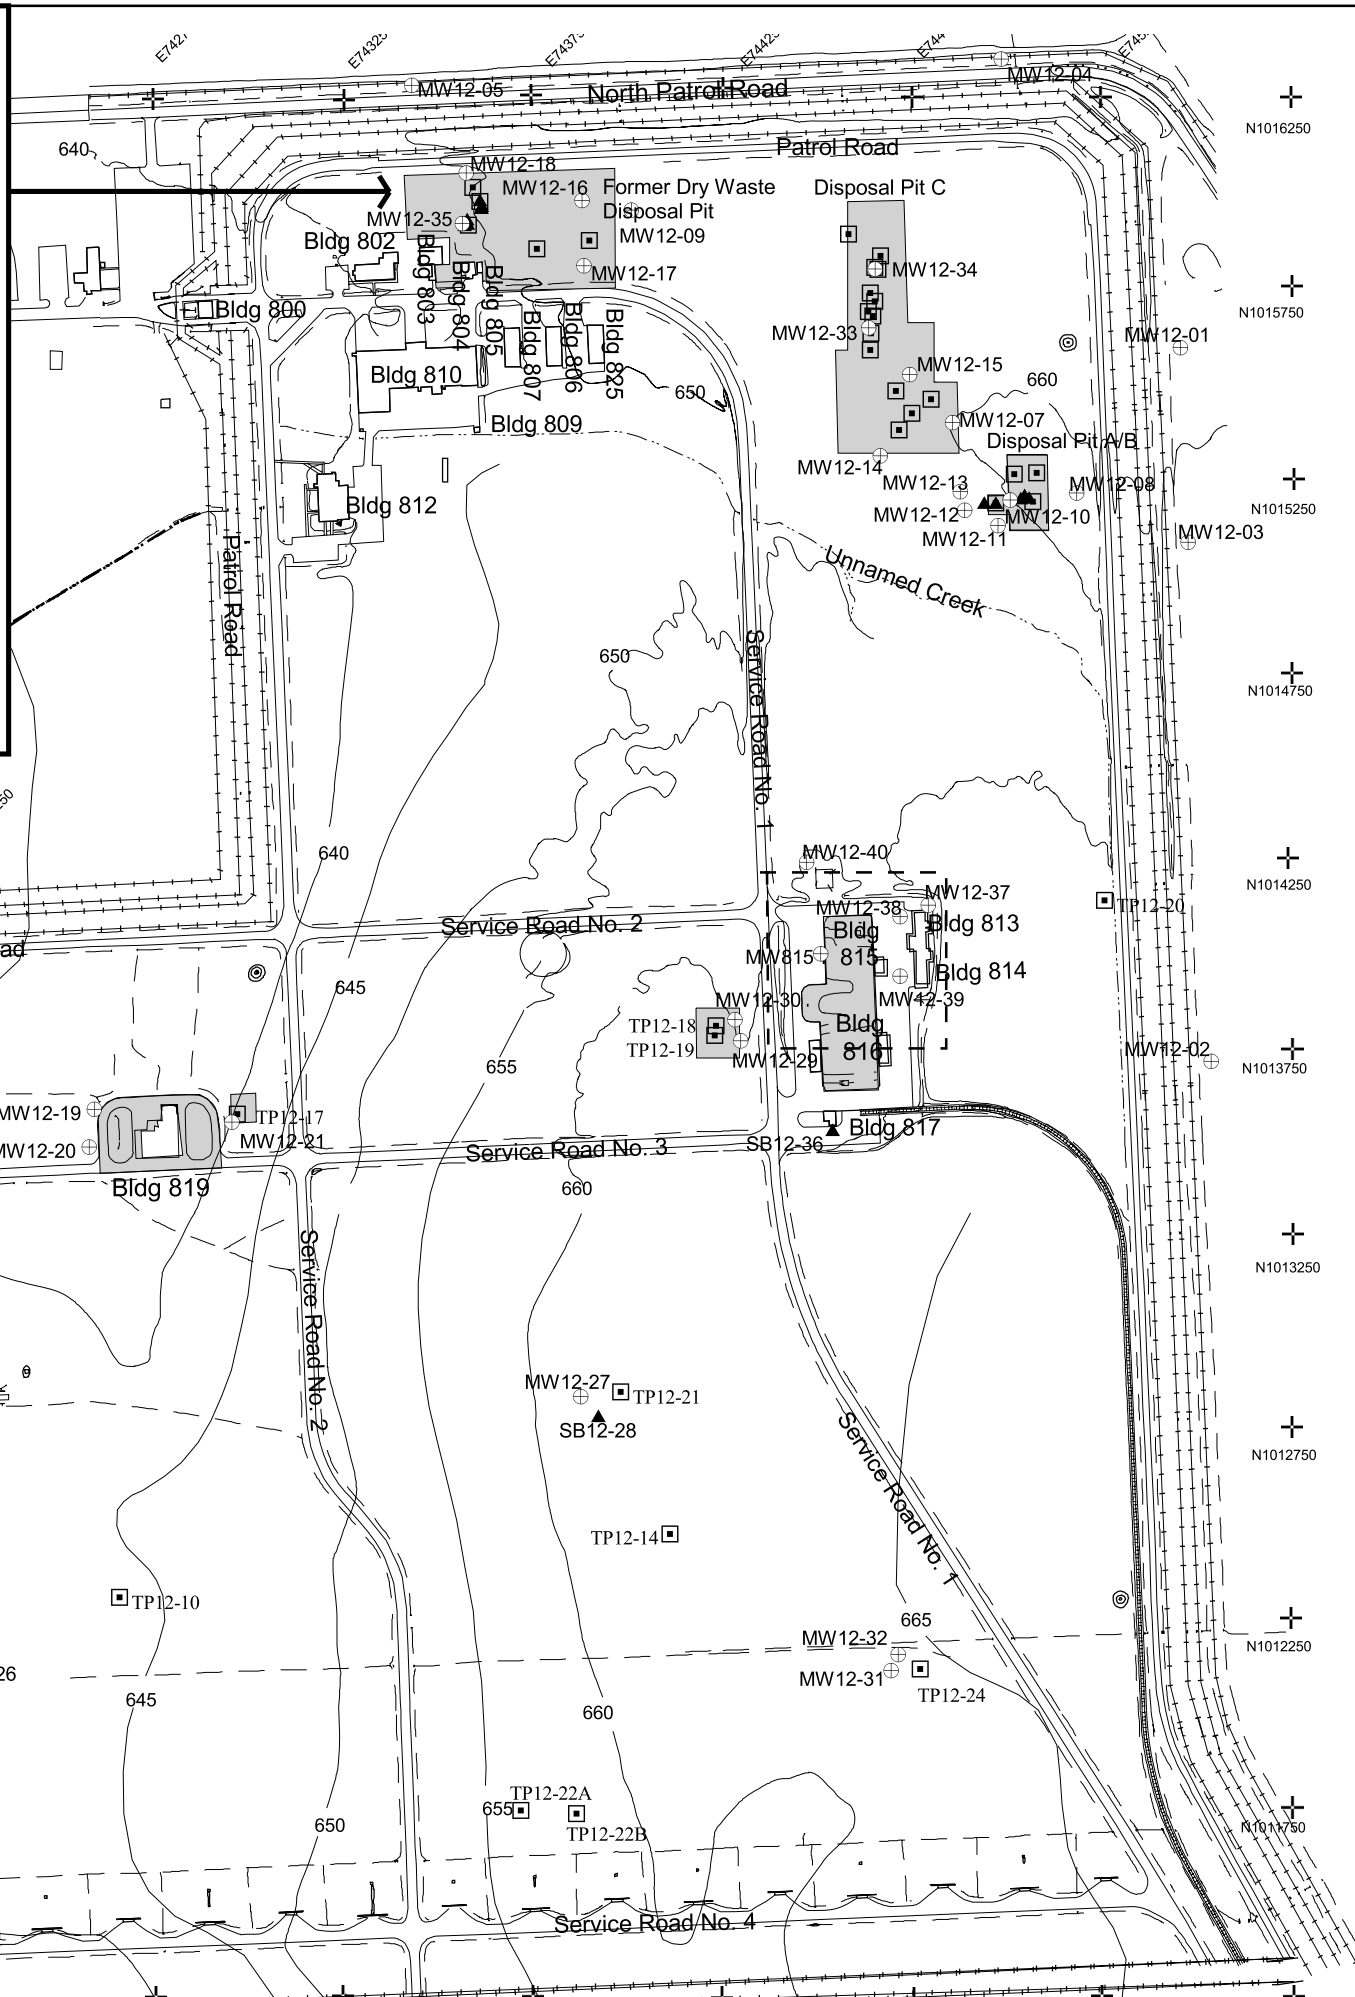 E7427
E74325
E74375
E74425
E744
E745
MW12-05
North Patrol Road
MW12-04
N1016250
640
Patrol Road
MW12-18
MW12-16
Former Dry Waste
Disposal Pit
Disposal Pit C
MW12-35
MW12-09
Bldg 802
MW12-17
MW12-34
Bldg 800
Bldg 803
Bldg 804
Bldg 805
Bldg 807
Bldg 806
Bldg 825
N1015750
MW12-33
MW12-01
Bldg 810
MW12-15
660
650
Bldg 809
MW12-07
Disposal Pit A/B
MW12-14
MW12-13
MW12-08
Bldg 812
MW12-12
MW12-10
N1015250
MW12-11
MW12-03
Patrol Road
Unnamed Creek
650
Service Road No. 1
N1014750
50
640
MW12-40
N1014250
MW12-37
MW12-38
TP12-20
Service Road No. 2
Bldg 813
Bldg
815
MW815
ad
Bldg 814
645
MW12-39
MW12-30
TP12-18
Bldg
816
TP12-19
MW12-29
MW12-02
655
N1013750
MW12-19
TP12-17
MW12-21
MW12-20
Bldg 817
SB12-36
Service Road No. 3
Bldg 819
660
Service Road No. 2
N1013250
MW12-27
TP12-21
SB12-28
Service Road No. 1
N1012750
TP12-14
TP12-10
665
MW12-32
N1012250
26
MW12-31
TP12-24
645
660
TP12-22A
655
650
TP12-22B
N1011750
Service Road No. 4